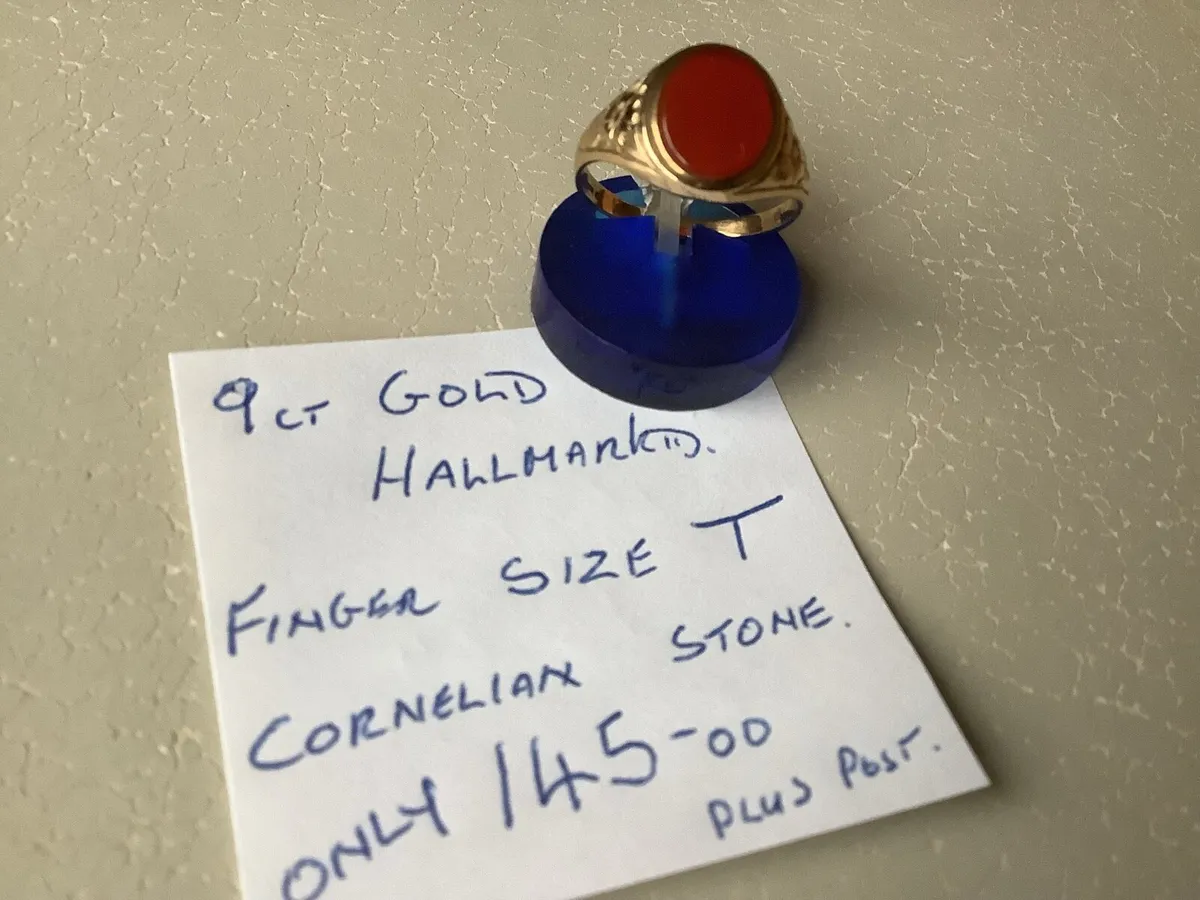 9CT GOLD
HALLMARKD.
FINGER SIZE T
CORNELIAN STONE.
ONLY 145-00
PLUS POST.